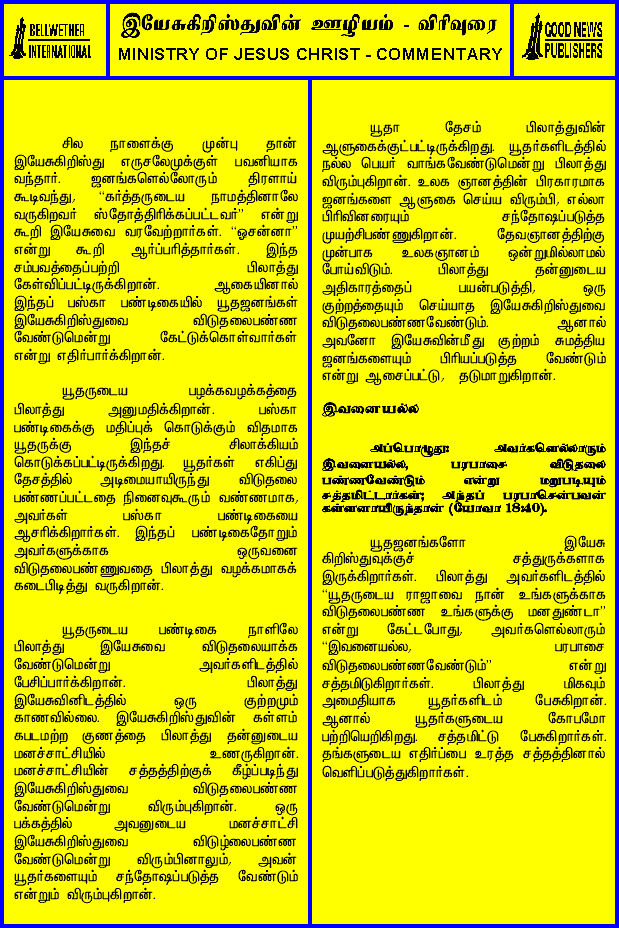 BELLWETHER
INTERNATIONAL
இயேசுகிறிஸ்துவின் ஊழியம் - விரிவுரை
MINISTRY OF JESUS CHRIST - COMMENTARY
GOOD NEWS
PUBLISHERS
சில நாளைக்கு முன்பு தான்
இயேசுகிறிஸ்து எருசலேமுக்குள் பவனியாக
வந்தார். ஜனங்களெல்லோரும் திரளாய்
கூடிவந்து, “கர்த்தருடைய நாமத்தினாலே
வருகிறவர் ஸ்தோத்திரிக்கப்பட்டவர்” என்று
கூறி இயேசுவை வரவேற்றார்கள். “ஓசன்னா”
என்று கூறி ஆர்ப்பரித்தார்கள். இந்த
சம்பவத்தைப்பற்றி பிலாத்து
கேள்விப்பட்டிருக்கிறான். ஆகையினால்
இந்தப் பஸ்கா பண்டிகையில் யூதஜனங்கள்
இயேசுகிறிஸ்துவை விடுதலைபண்ண
வேண்டுமென்று கேட்டுக்கொள்வார்கள்
என்று எதிர்பார்க்கிறான்.
யூதருடைய பழக்கவழக்கத்தை
பிலாத்து அனுமதிக்கிறான். பஸ்கா
பண்டிகைக்கு மதிப்புக் கொடுக்கும் விதமாக
யூதருக்கு இந்தச் சிலாக்கியம்
கொடுக்கப்பட்டிருக்கிறது. யூதர்கள் எகிப்து
தேசத்தில் அடிமையாயிருந்து விடுதலை
பண்ணப்பட்டதை நினைவுகூரும் வண்ணமாக,
அவர்கள் பஸ்கா பண்டிகையை
ஆசரிக்கிறார்கள். இந்தப் பண்டிகைதோறும்
அவர்களுக்காக ஒருவனை
விடுதலைபண்ணுவதை பிலாத்து வழக்கமாகக்
கடைபிடித்து வருகிறான்.
யூதருடைய பண்டிகை நாளிலே
பிலாத்து இயேசுவை விடுதலையாக்க
வேண்டுமென்று அவர்களிடத்தில்
பேசிப்பார்க்கிறான். பிலாத்து
இயேசுவினிடத்தில் ஒரு குற்றமும்
காணவில்லை. இயேசுகிறிஸ்துவின் கள்ளம்
கபடமற்ற குணத்தை பிலாத்து தன்னுடைய
மனச்சாட்சியில் உணருகிறான்.
மனச்சாட்சியின் சத்தத்திற்குக் கீழ்ப்படிந்து
இயேசுகிறிஸ்துவை விடுதலைபண்ண
வேண்டுமென்று விரும்புகிறான். ஒரு
பக்கத்தில் அவனுடைய மனச்சாட்சி
இயேசுகிறிஸ்துவை விடுழ்லைபண்ண
வேண்டுமென்று விரும்பினாலும், அவன்
யூதர்களையும் சந்தோஷப்படுத்த வேண்டும்
என்றும் விரும்புகிறான்.
யூதா தேசம் பிலாத்துவின்
ஆளுகைக்குட்பட்டிருக்கிறது. யூதர்களிடத்தில்
நல்ல பெயர் வாங்கவேண்டுமென்று பிலாத்து
விரும்புகிறான். உலக ஞானத்தின் பிரகாரமாக
ஜனங்களை ஆளுகை செய்ய விரும்பி, எல்லா
பிரிவினரையும் சந்தோஷப்படுத்த
முயற்சிபண்ணுகிறான். தேவஞானத்திற்கு
முன்பாக உலகஞானம் ஒன்றுமில்லாமல்
போய்விடும். பிலாத்து தன்னுடைய
அதிகாரத்தைப் பயன்படுத்தி, ஒரு
குற்றத்தையும் செய்யாத இயேசுகிறிஸ்துவை
விடுதலைபண்ணவேண்டும். ஆனால்
அவனோ இயேசுவின்மீது குற்றம் சுமத்திய
ஜனங்களையும் பிரியப்படுத்த வேண்டும்
என்று ஆசைப்பட்டு, தடுமாறுகிறான்.
இவனையல்ல
அப்பொழுது: அவர்களெல்லாரும்
இவனையல்ல, பரபாசை விடுதலை
பண்ணவேண்டும் என்று மறுபடியும்
சத்தமிட்டார்கள்; அந்தப் பரபாசென்பவன்
கள்ளனாயிருந்தான் (யோவா 18:40).
யூதஜனங்களோ இயேசு
கிறிஸ்துவுக்குச் சத்துருக்களாக
இருக்கிறார்கள். பிலாத்து அவர்களிடத்தில்
“யூதருடைய ராஜாவை நான் உங்களுக்காக
விடுதலைபண்ண உங்களுக்கு மனதுண்டா”
என்று கேட்டபோது, அவர்களெல்லாரும்
“இவனையல்ல, பரபாசை
விடுதலைபண்ணவேண்டும்” என்று
சத்தமிடுகிறார்கள். பிலாத்து மிகவும்
அமைதியாக யூதர்களிடம் பேசுகிறான்.
ஆனால் யூதர்களுடைய கோபமோ
பற்றியெறிகிறது. சத்தமிட்டு பேசுகிறார்கள்.
தங்களுடைய எதிர்ப்பை உரத்த சத்தத்தினால்
வெளிப்படுத்துகிறார்கள்.